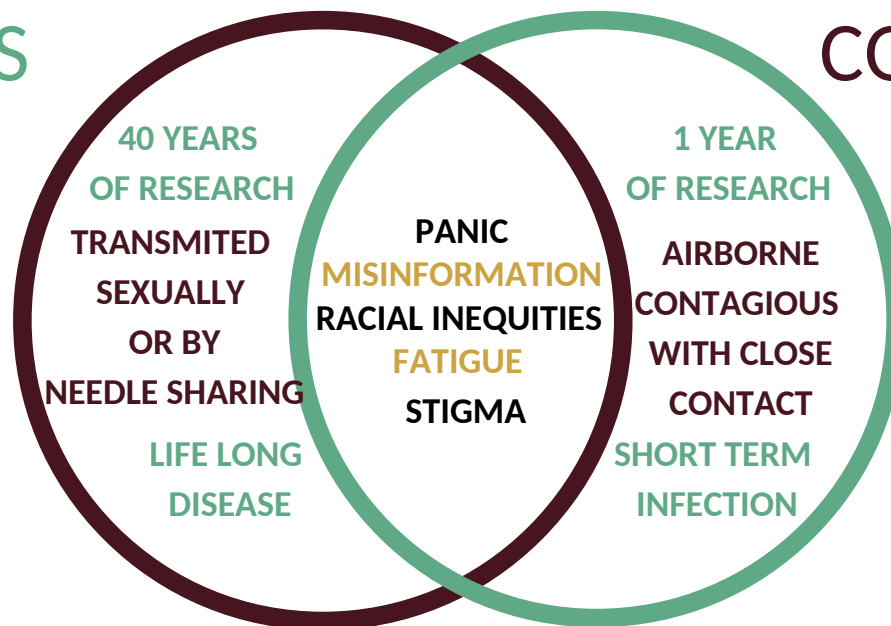 S
CO
40 YEARS
OF RESEARCH
TRANSMITED
SEXUALLY
OR BY
NEEDLE SHARING
LIFE LONG
DISEASE
PANIC
MISINFORMATION
RACIAL INEQUITIES
FATIGUE
STIGMA
1 YEAR
OF RESEARCH
AIRBORNE
CONTAGIOUS
WITH CLOSE
CONTACT
SHORT TERM
INFECTION